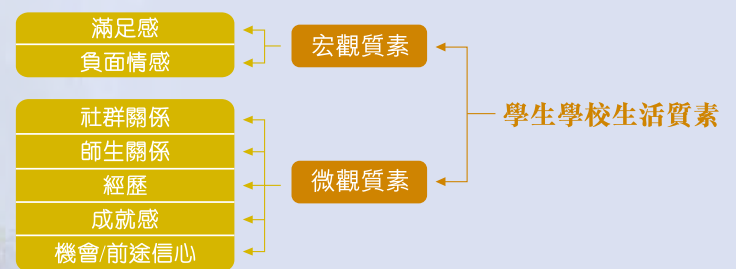 滿足感
負面情感
宏觀質素
社群關係
師生關係
經歷
成就感
機會/前途信心
微觀質素
學生學校生活質素